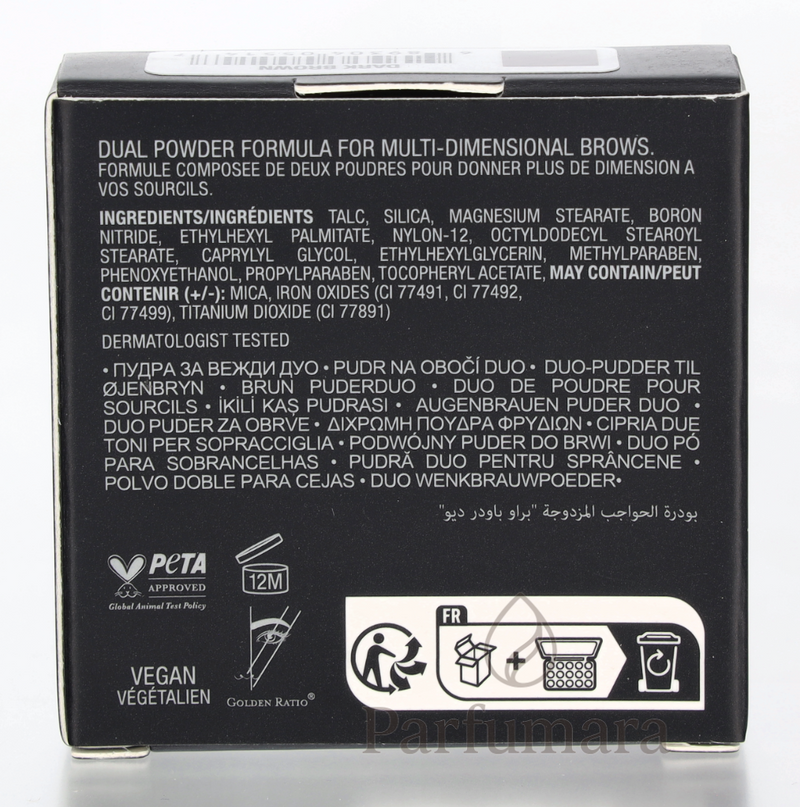 DARK BROWN
DUAL POWDER FORMULA FOR MULTI-DIMENSIONAL BROWS.
FORMULE COMPOSEE DE DEUX POUDRES POUR DONNER PLUS DE DIMENSION A
VOS SOURCILS.
INGREDIENTS/INGRÉDIENTS TALC, SILICA, MAGNESIUM STEARATE, BORON
NITRIDE, ETHYLHEXYL PALMITATE, NYLON-12, OCTYLDODECYL STEAROYL
STEARATE, CAPRYLYL GLYCOL, ETHYLHEXYLGLYCERIN, METHYLPARABEN,
PHENOXYETHANOL, PROPYLPARABEN, TOCOPHERYL ACETATE, MAY CONTAIN/PEUT
CONTENIR (+/-): MICA, IRON OXIDES (CI 77491, CI 77492,
CI 77499), TITANIUM DIOXIDE (CI 77891)
DERMATOLOGIST TESTED
• ПУДРА ЗА ВЕЖДИ ДУО • PUDR NA OBOČÍ DUO • DUO-PUDDER TIL
ØJENBRYN • BRUN PUDERDUO • DUO DE POUDRE POUR
SOURCILS • İKİLİ KAŞ PUDRASI • AUGENBRAUEN PUDER DUO •
DUO PUDER ZA OBRVE • ΔΙΧΡΩΜΗ ΠΟΥΔΡΑ ΦΡΥΔΙΩΝ • CIPRIA DUE
TONI PER SOPRACCIGLIA • PODWÓJNY PUDER DO BRWI • DUO PÓ
PARA SOBRANCELHAS • PUDRĂ DUO PENTRU SPRÂNCENE •
POLVO DOBLE PARA CEJAS • DUO WENKBRAUWPOEDER•
بودرة الحواجب المزدوجة "براو باودر ديو"
PETA
APPROVED
Global Animal Test Policy
12M
VEGAN
VÉGÉTALIEN
GOLDEN RATIO®
FR
+
Parfumara